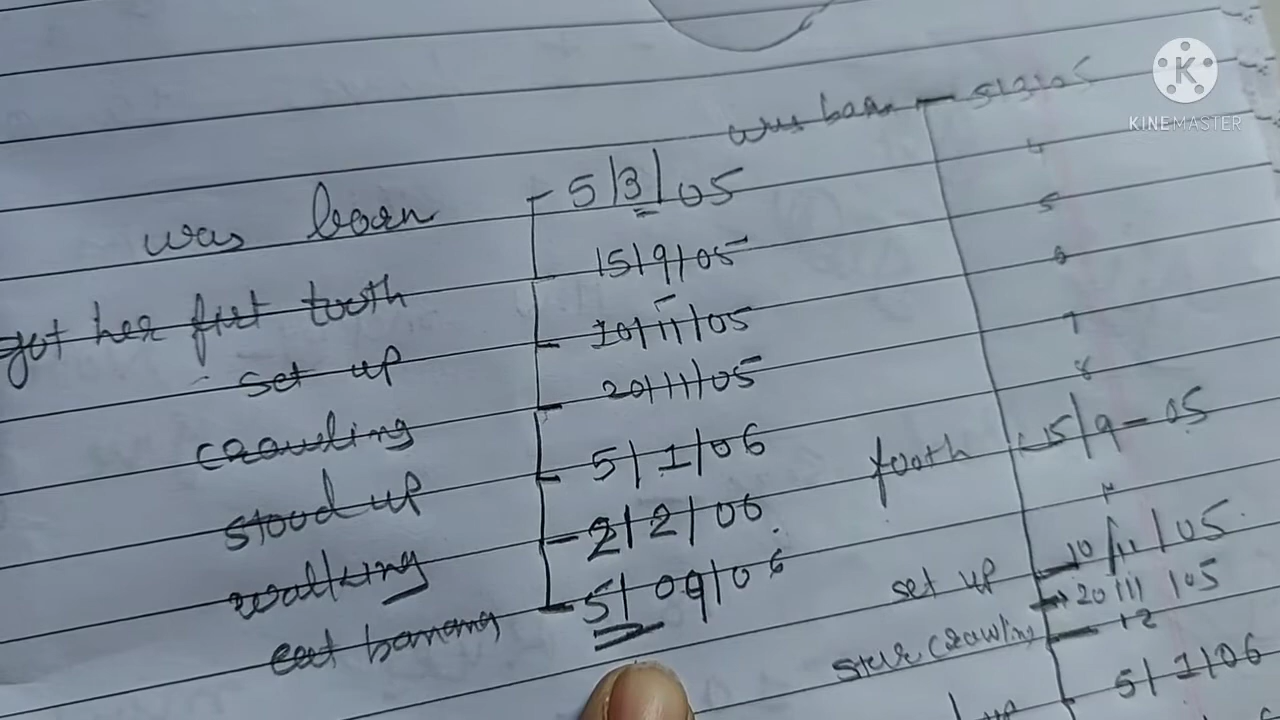 was born - 5/3/05
got her fist tooth 15/9/05
set up - 10/11/05
crawling - 20/11/05
stood up - 5/1/06
walking - 2/2/06.
eat banang - 5/09/06
was born - 5/3/05
4
5
6
7
8
tooth 15/9-05
set up - 10/11/05.
crawling 20/11/05
12
up 5/1/06
KINEMASTER